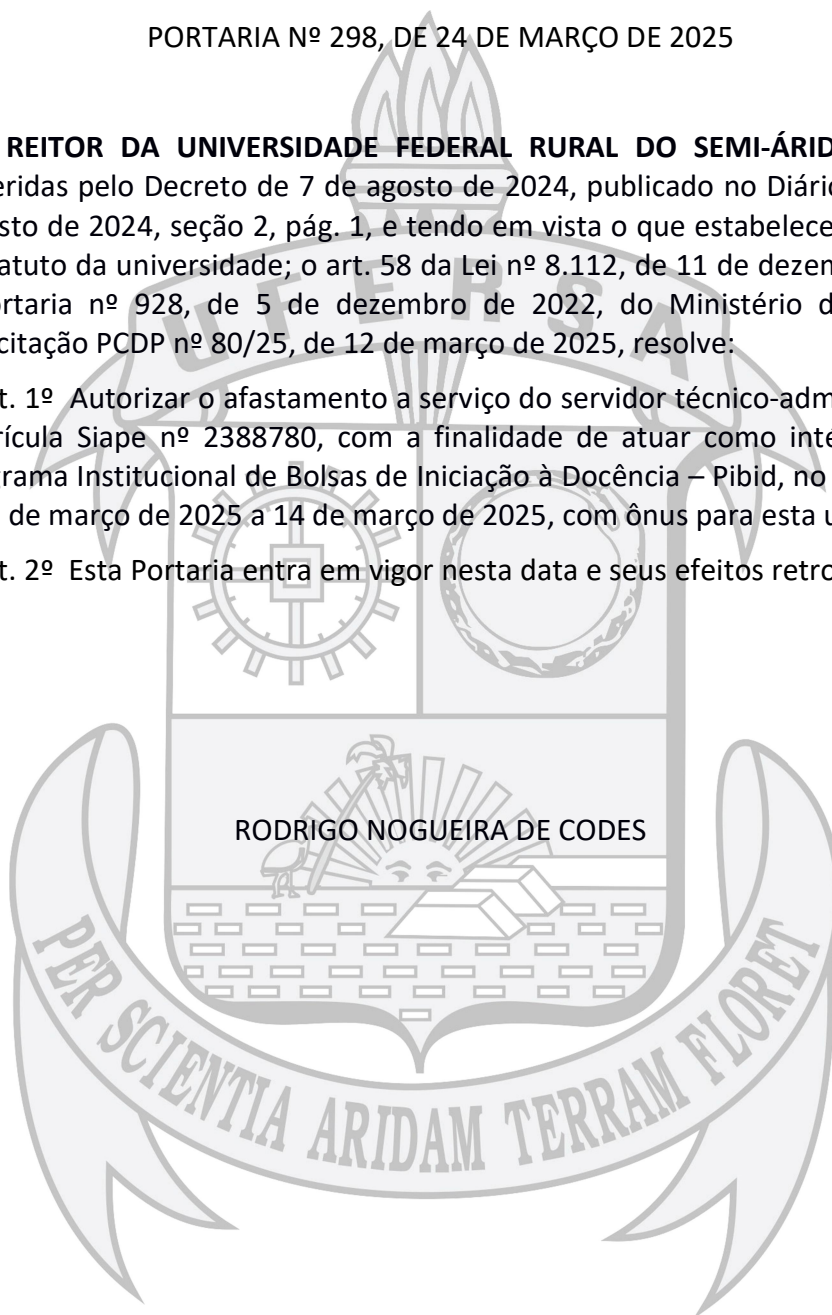 PORTARIA Nº 298, DE 24 DE MARÇO DE 2025
REITOR DA UNIVERSIDADE FEDERAL RURAL DO SEMI-ÁRID
eridas pelo Decreto de 7 de agosto de 2024, publicado no Diário
sto de 2024, seção 2, pág. 1, e tendo em vista o que estabelece
atuto da universidade; o art. 58 da Lei nº 8.112, de 11 de dezem
ortaria nº 928, de 5 de dezembro de 2022, do Ministério d
UFERSA
citação PCDP nº 80/25, de 12 de março de 2025, resolve:
t. 1º Autorizar o afastamento a serviço do servidor técnico-adm
rícula Siape nº 2388780, com a finalidade de atuar como inté
grama Institucional de Bolsas de Iniciação à Docência – Pibid, no
de março de 2025 a 14 de março de 2025, com ônus para esta u
t. 2º Esta Portaria entra em vigor nesta data e seus efeitos retro
RODRIGO NOGUEIRA DE CODES
PER SCIENTIA ARIDAM TERRAM FLORET